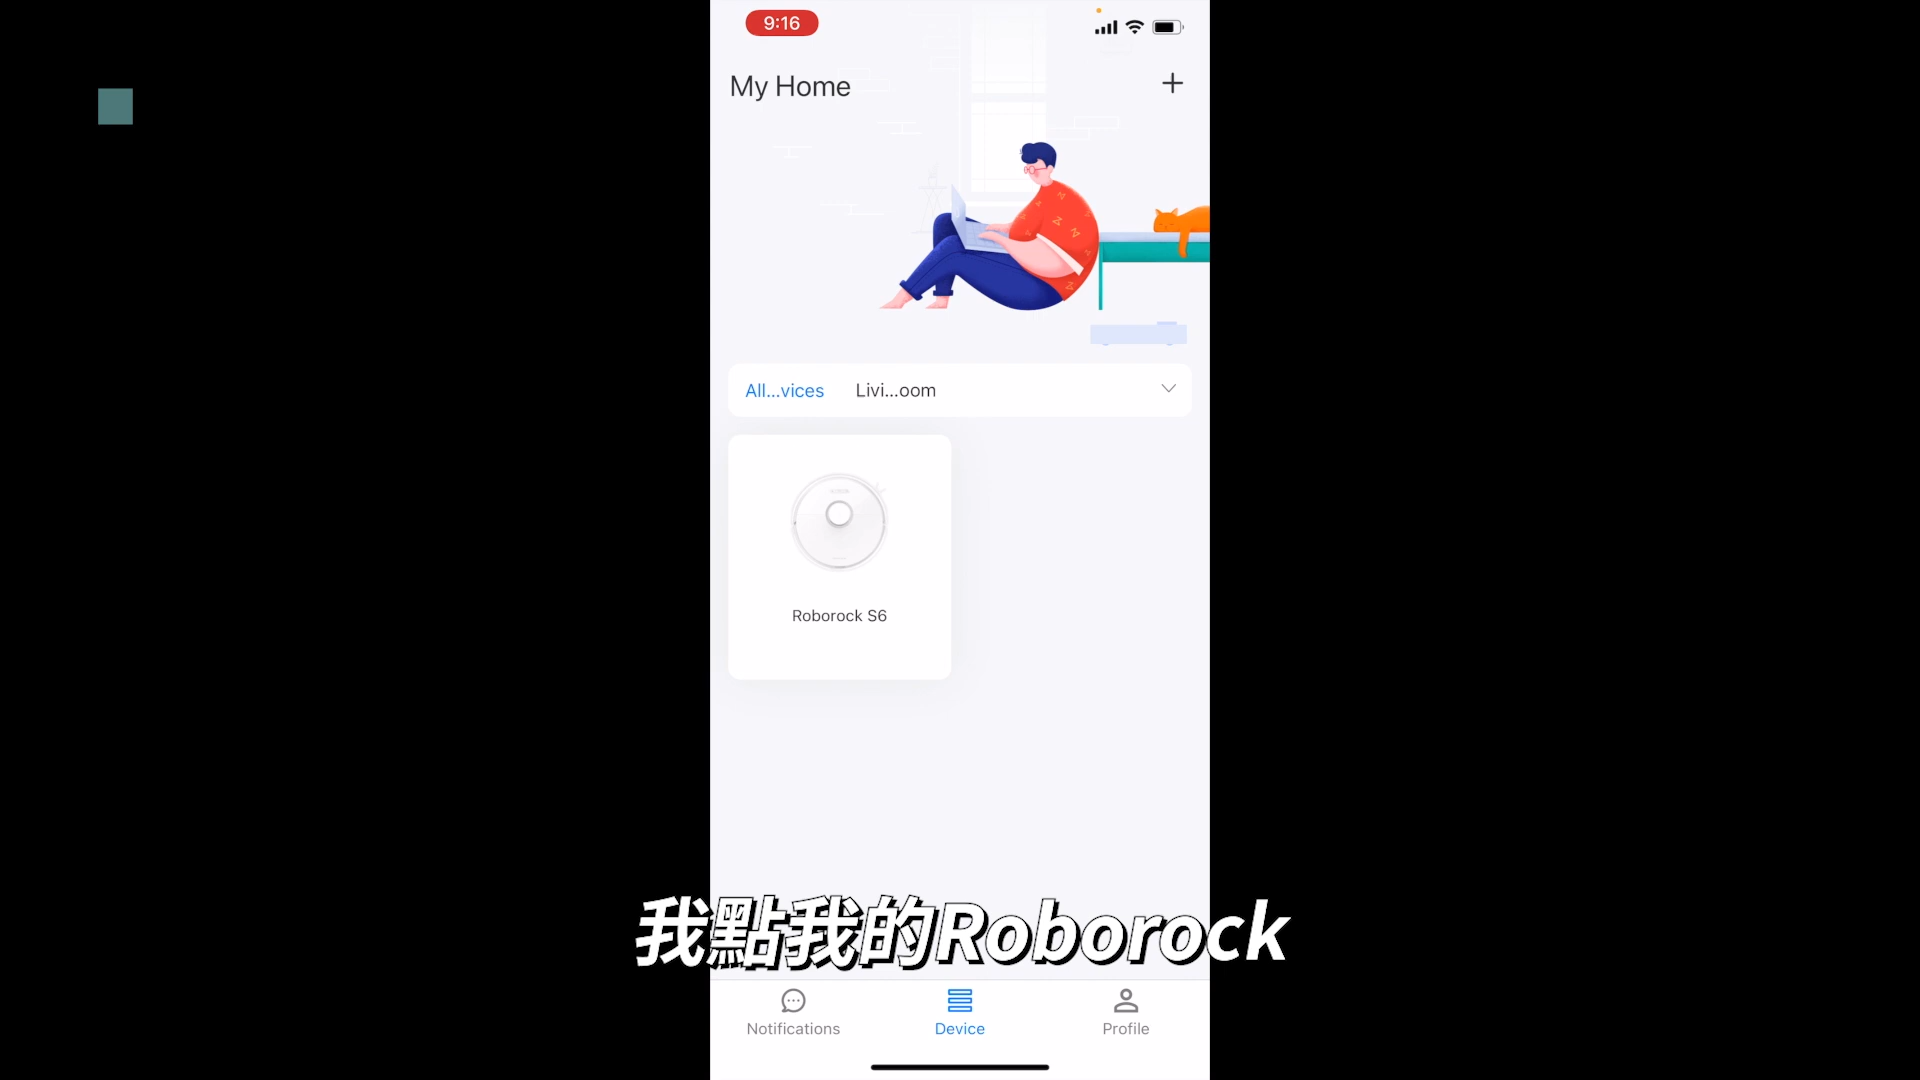 9:16
My Home
All...vices
Livi...oom
Roborock S6
我點我的Roborock
Notifications
Device
Profile